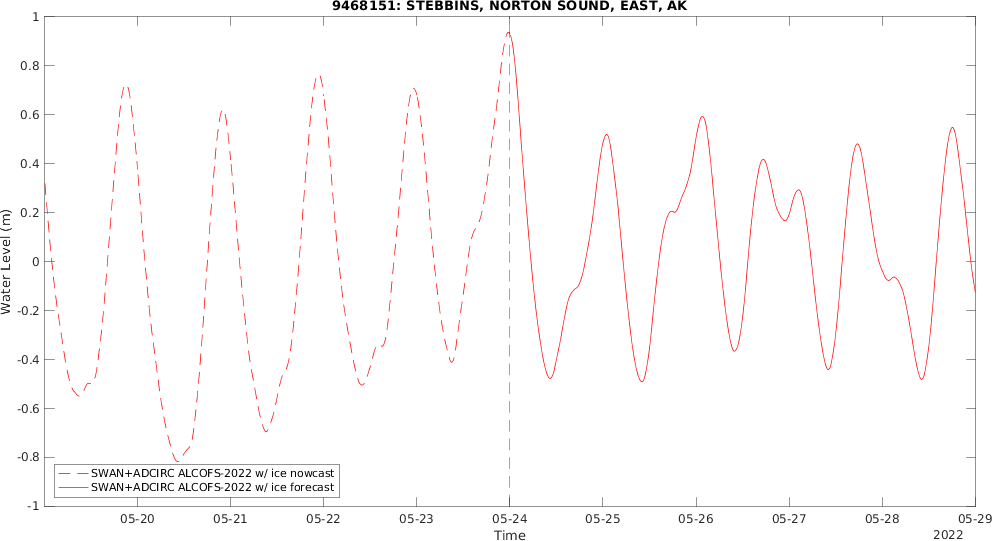 9468151: STEBBINS, NORTON SOUND, EAST, AK
1
0.8
0.6
0.4
0.2
0
-0.2
-0.4
-0.6
-0.8
-1
Water Level (m)
SWAN+ADCIRC ALCOFS-2022 w/ ice nowcast
SWAN+ADCIRC ALCOFS-2022 w/ ice forecast
05-20 05-21 05-22 05-23 05-24 05-25 05-26 05-27 05-28 05-29
Time
2022